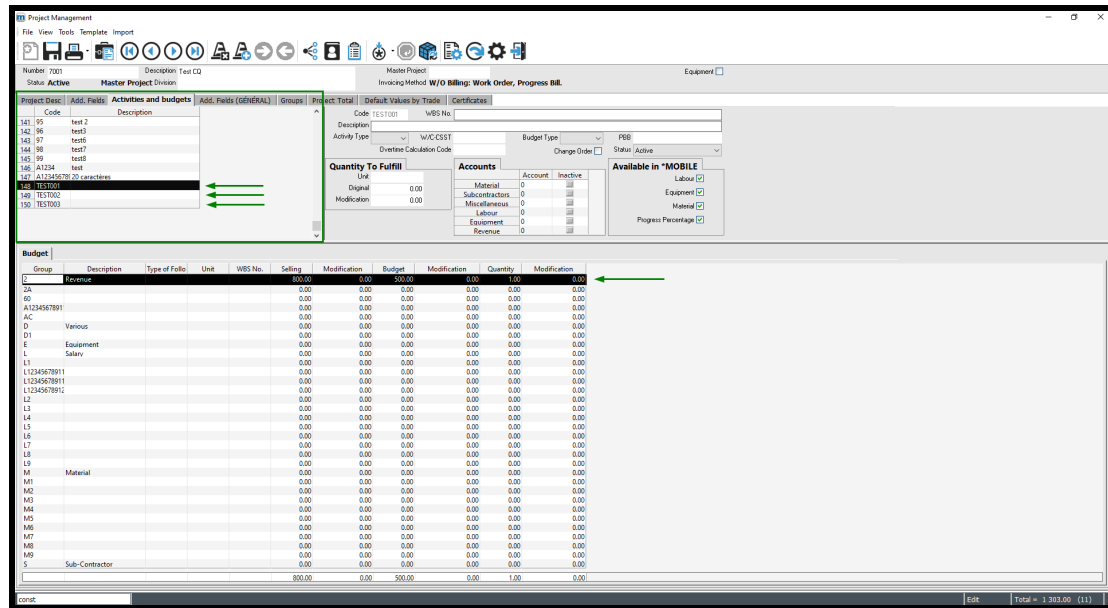 Project Management
File View Tools Template Import
Number 7001 Description Test CQ Master Project Equipment
Status Active Master Project Division Invoicing Method W/O Billing: Work Order, Progress Bill.
Project Desc Add. Fields Activities and budgets Add. Fields (GÉNÉRAL) Groups Project Total Default Values by Trade Certificates
Code Description
141 95 test 2
142 96 test3
143 97 test6
144 98 test7
145 99 test8
146 A1234 test
147 A12345678 20 caractères
148 TEST001
149 TEST002
150 TEST003
Code TEST001 WBS No.
Description
Activity Type W/C-CSST Budget Type PBB
Overtime Calculation Code Change Order Status Active
Quantity To Fulfill
Unit
Original 0.00
Modification 0.00
Accounts
Account Inactive
Material 0
Subcontractors 0
Miscellaneous 0
Labour 0
Equipment 0
Revenue 0
Available in *MOBILE
Labour
Equipment
Material
Progress Percentage
Budget
Group Description Type of Follo Unit WBS No. Selling Modification Budget Modification Quantity Modification
2 Revenue 800.00 0.00 500.00 0.00 1.00 0.00
2A 0.00 0.00 0.00 0.00 0.00 0.00
60 0.00 0.00 0.00 0.00 0.00 0.00
A1234567891 0.00 0.00 0.00 0.00 0.00 0.00
AC 0.00 0.00 0.00 0.00 0.00 0.00
D Various 0.00 0.00 0.00 0.00 0.00 0.00
D1 0.00 0.00 0.00 0.00 0.00 0.00
E Equipment 0.00 0.00 0.00 0.00 0.00 0.00
L Salary 0.00 0.00 0.00 0.00 0.00 0.00
L1 0.00 0.00 0.00 0.00 0.00 0.00
L12345678911 0.00 0.00 0.00 0.00 0.00 0.00
L12345678911 0.00 0.00 0.00 0.00 0.00 0.00
L12345678912 0.00 0.00 0.00 0.00 0.00 0.00
L2 0.00 0.00 0.00 0.00 0.00 0.00
L3 0.00 0.00 0.00 0.00 0.00 0.00
L4 0.00 0.00 0.00 0.00 0.00 0.00
L5 0.00 0.00 0.00 0.00 0.00 0.00
L6 0.00 0.00 0.00 0.00 0.00 0.00
L7 0.00 0.00 0.00 0.00 0.00 0.00
L8 0.00 0.00 0.00 0.00 0.00 0.00
L9 0.00 0.00 0.00 0.00 0.00 0.00
M Material 0.00 0.00 0.00 0.00 0.00 0.00
M1 0.00 0.00 0.00 0.00 0.00 0.00
M2 0.00 0.00 0.00 0.00 0.00 0.00
M3 0.00 0.00 0.00 0.00 0.00 0.00
M4 0.00 0.00 0.00 0.00 0.00 0.00
M5 0.00 0.00 0.00 0.00 0.00 0.00
M6 0.00 0.00 0.00 0.00 0.00 0.00
M7 0.00 0.00 0.00 0.00 0.00 0.00
M8 0.00 0.00 0.00 0.00 0.00 0.00
M9 0.00 0.00 0.00 0.00 0.00 0.00
S Sub-Contractor 0.00 0.00 0.00 0.00 0.00 0.00
800.00 0.00 500.00 0.00 1.00 0.00
const Edit Total = 1 303.00 (11)